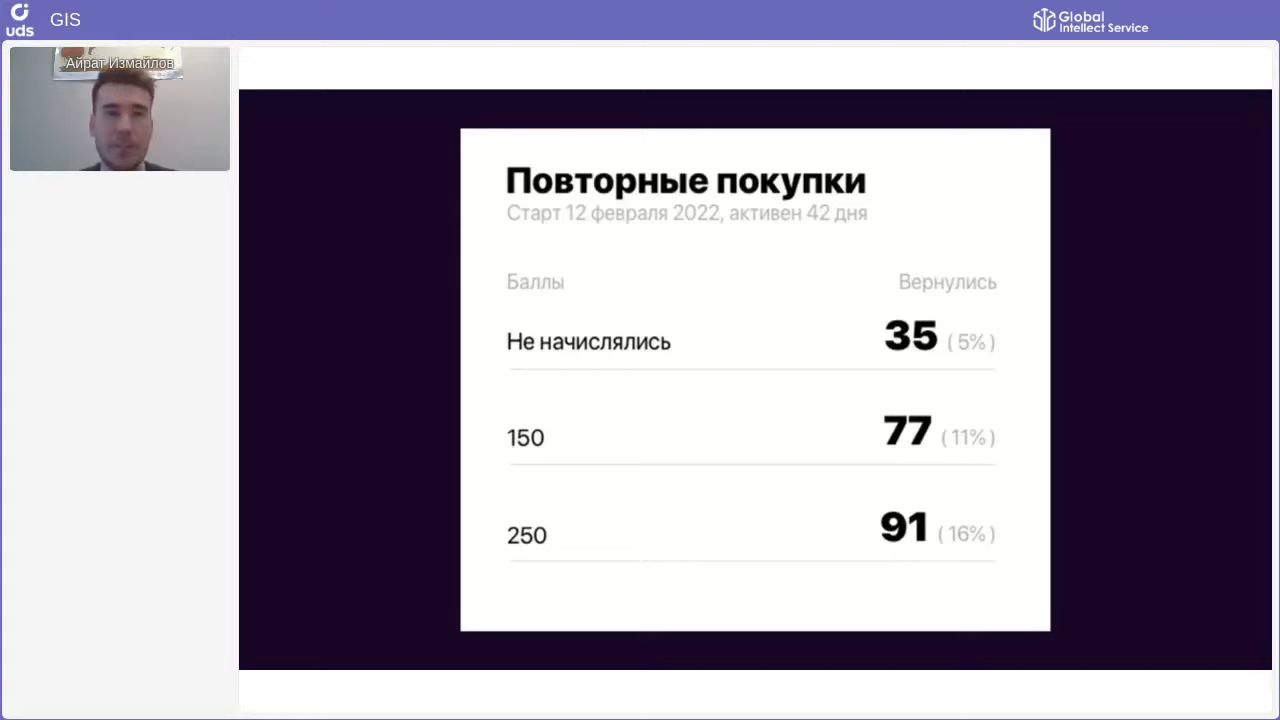 uds
GIS
Global
Intellect Service
Айрат Измайлов
Повторные покупки
Старт 12 февраля 2022, активен 42 дня
Баллы Вернулись
Не начислялись 35 (5%)
150 77 (11%)
250 91 (16%)